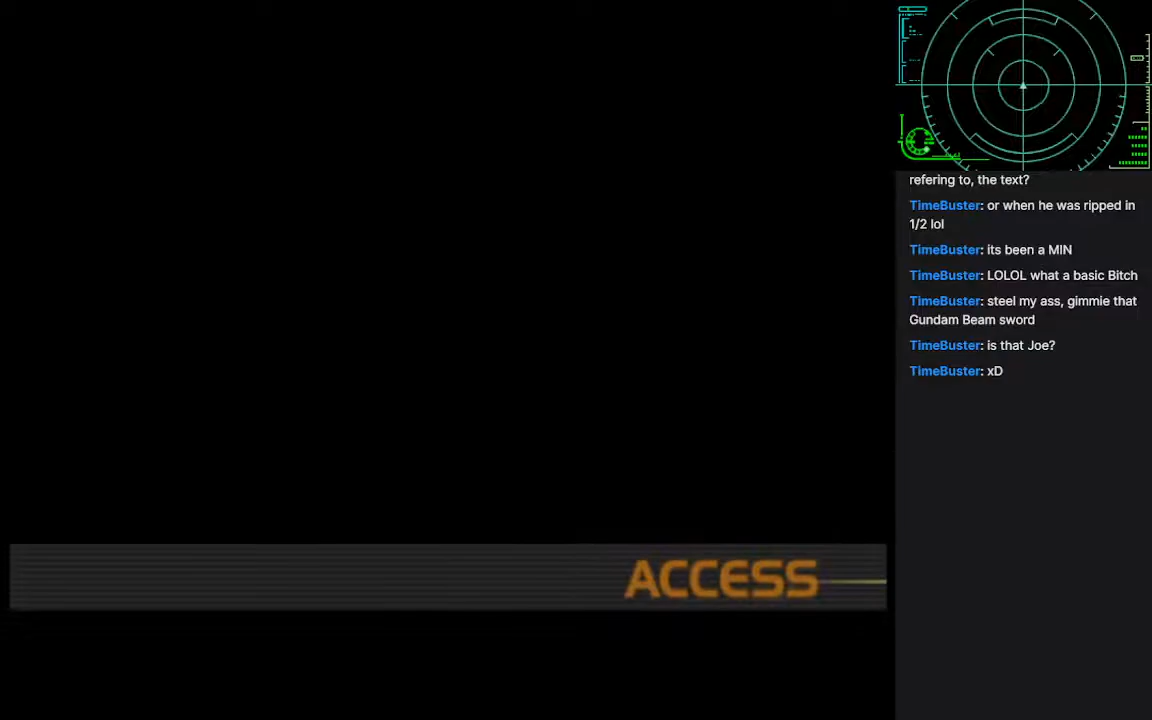 refering to, the text?
TimeBuster: or when he was ripped in
1/2 lol
TimeBuster: its been a MIN
TimeBuster: LOLOL what a basic Bitch
TimeBuster: steel my ass, gimmie that
Gundam Beam sword
TimeBuster: is that Joe?
TimeBuster: xD
ACCESS